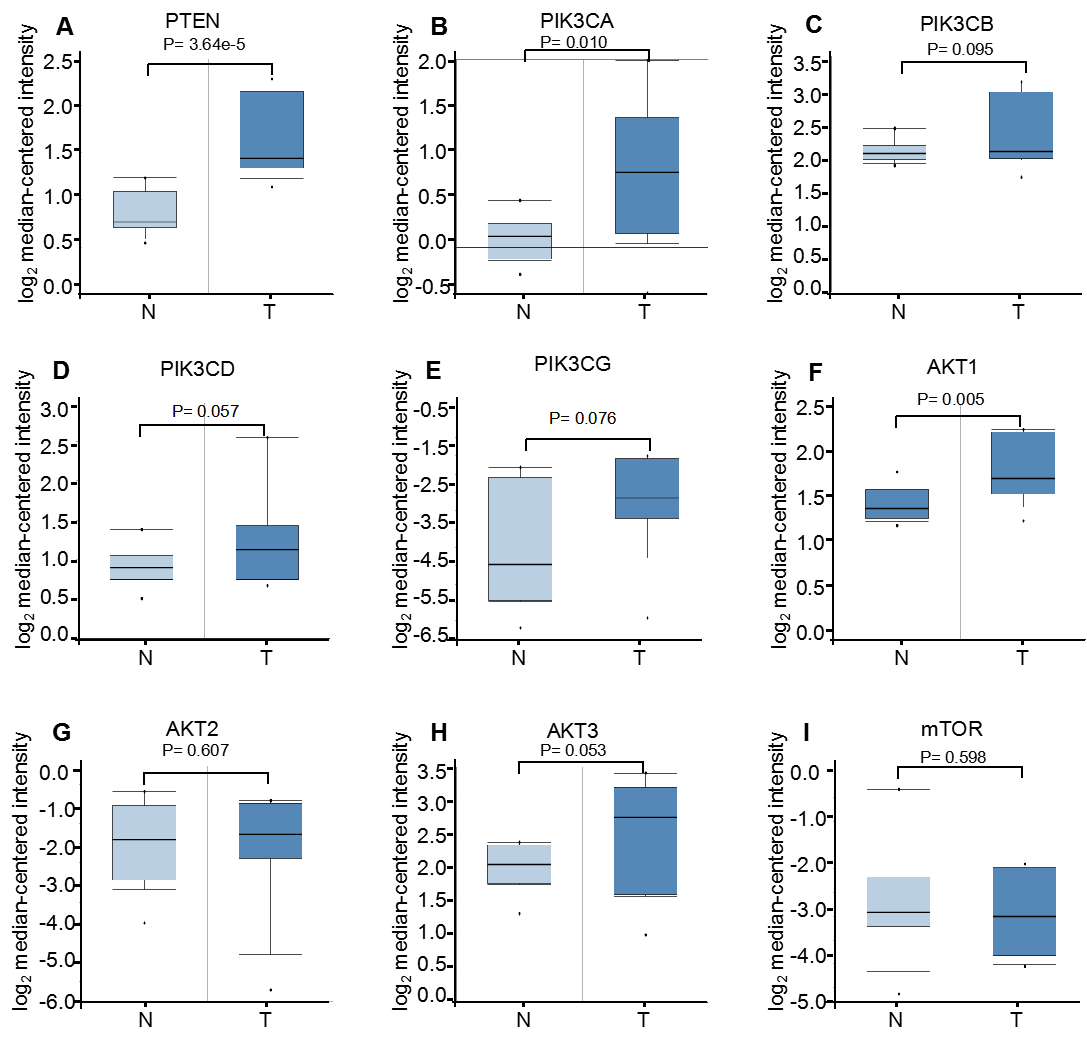 A
PTEN
P= 3.64e-5
log2 median-centered intensity
2.5
2.0
1.5
1.0
0.5
0.0
N
T
B
PIK3CA
P= 0.010
log2 median-centered intensity
2.0
1.5
1.0
0.5
0.0
-0.5
N
T
C
PIK3CB
P= 0.095
log2 median-centered intensity
3.5
3.0
2.5
2.0
1.5
1.0
0.5
0.0
N
T
D
PIK3CD
P= 0.057
log2 median-centered intensity
3.0
2.5
2.0
1.5
1.0
0.5
0.0
N
T
E
PIK3CG
P= 0.076
log2 median-centered intensity
-0.5
-1.5
-2.5
-3.5
-4.5
-5.5
-6.5
N
T
F
AKT1
P= 0.005
log2 median-centered intensity
2.5
2.0
1.5
1.0
0.5
0.0
N
T
G
AKT2
P= 0.607
log2 median-centered intensity
0.0
-1.0
-2.0
-3.0
-4.0
-5.0
-6.0
N
T
H
AKT3
P= 0.053
log2 median-centered intensity
3.5
3.0
2.5
2.0
1.5
1.0
0.5
0.0
N
T
I
mTOR
P= 0.598
log2 median-centered intensity
0.0
-1.0
-2.0
-3.0
-4.0
-5.0
N
T